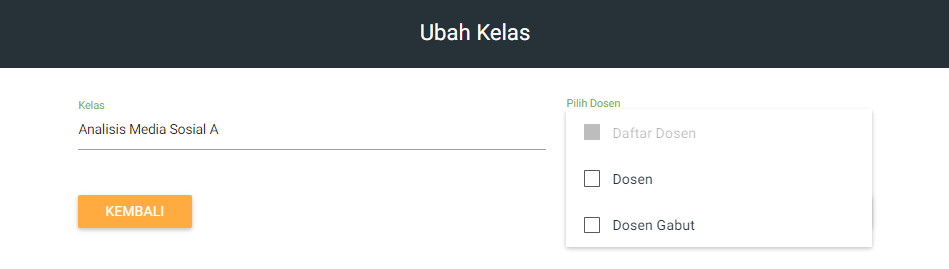 Ubah Kelas
Kelas
Analisis Media Sosial A
Pilih Dosen
Daftar Dosen
Dosen
Dosen Gabut
KEMBALI